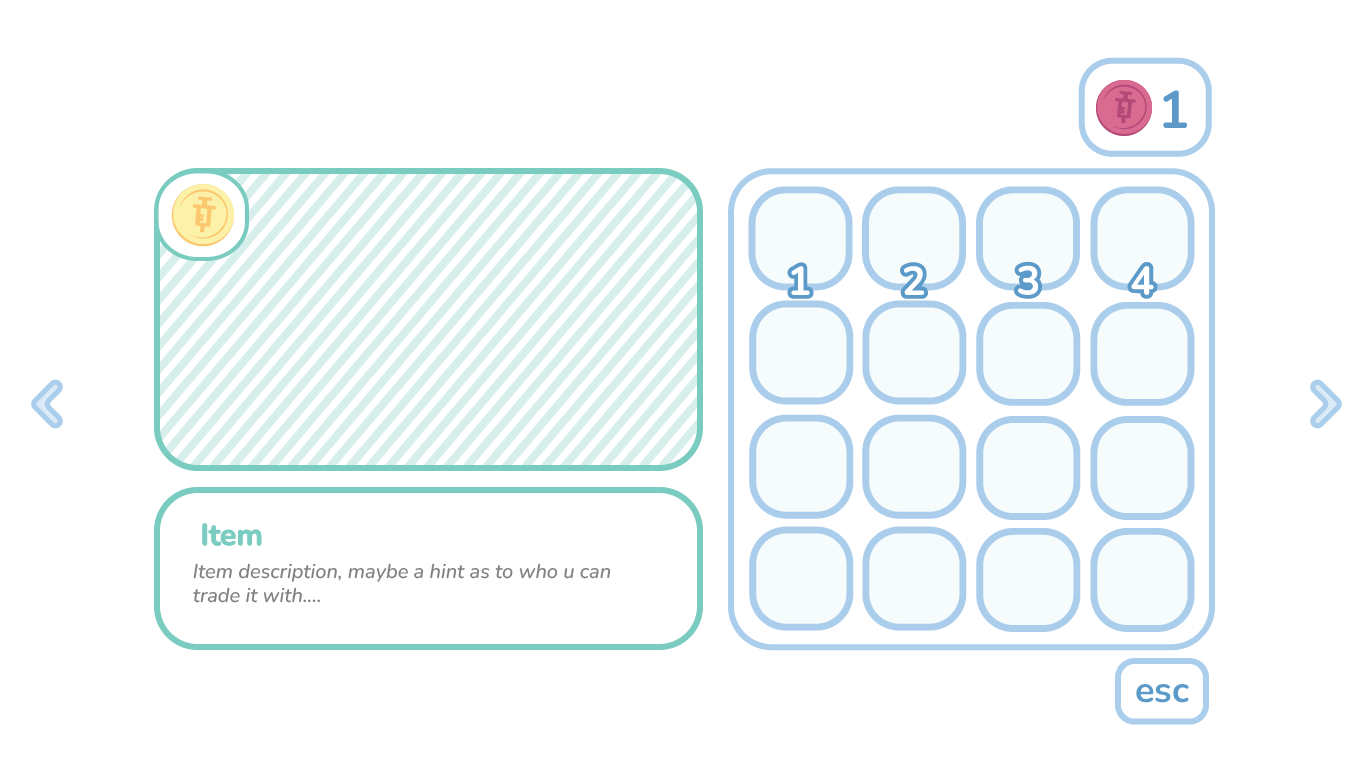 1
1 2 3 4
Item
Item description, maybe a hint as to who u can
trade it with....
esc